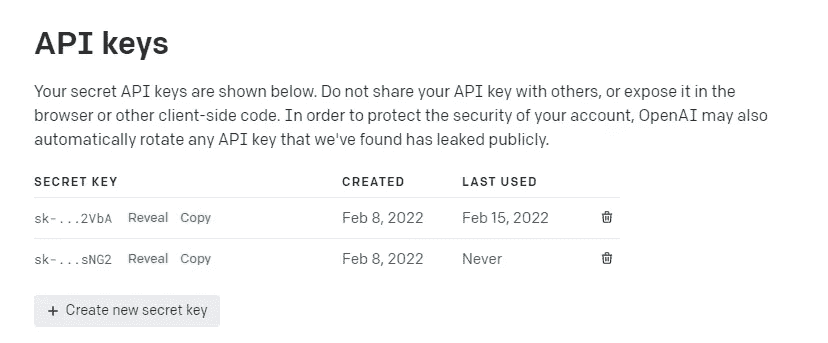 API keys
Your secret API keys are shown below. Do not share your API key with others, or expose it in the
browser or other client-side code. In order to protect the security of your account, OpenAI may also
automatically rotate any API key that we've found has leaked publicly.
SECRET KEY CREATED LAST USED
sk-...2VbA Reveal Copy Feb 8, 2022 Feb 15, 2022
sk-...sNG2 Reveal Copy Feb 8, 2022 Never
+ Create new secret key